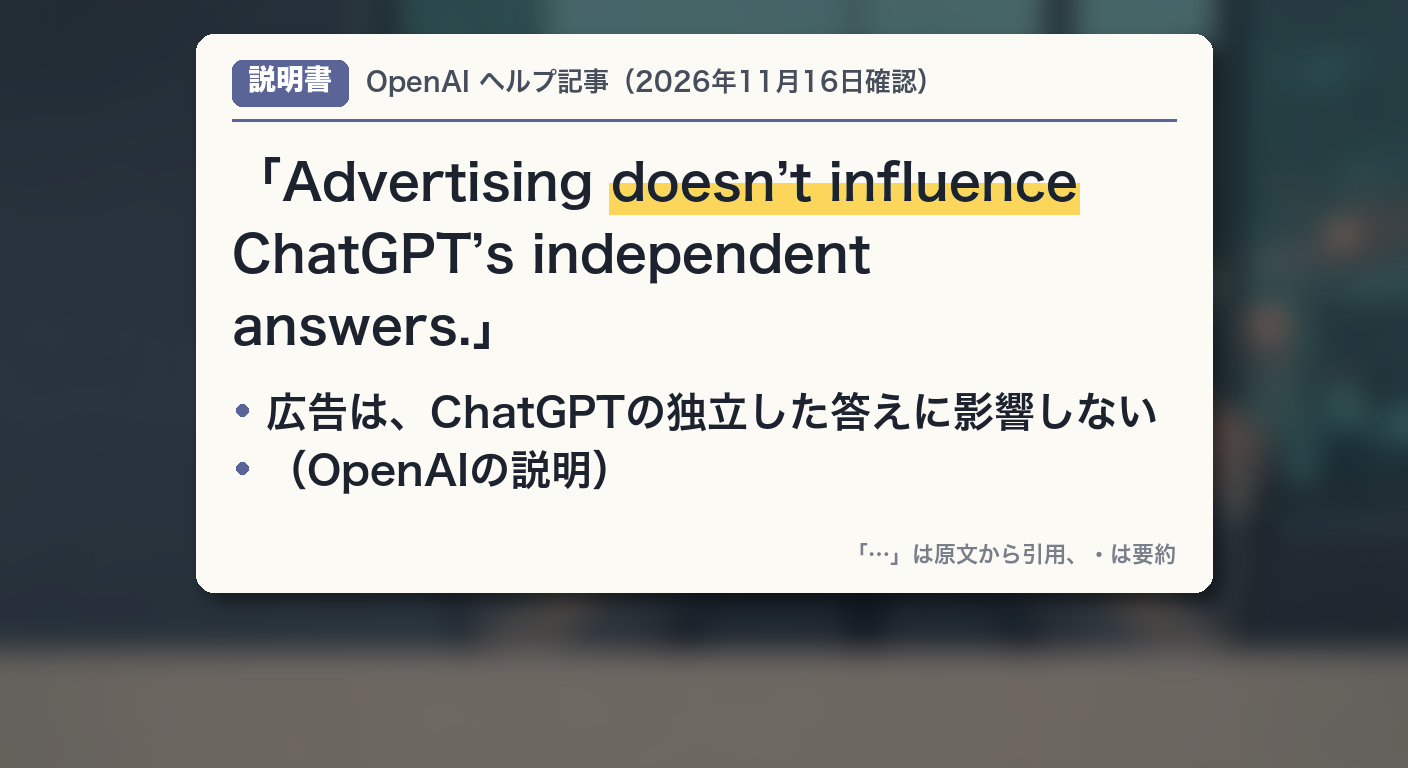 説明書 OpenAI ヘルプ記事（2026年11月16日確認）
「Advertising doesn’t influence
ChatGPT’s independent
answers.」
• 広告は、ChatGPTの独立した答えに影響しない
• （OpenAIの説明）
「…」は原文から引用、・は要約